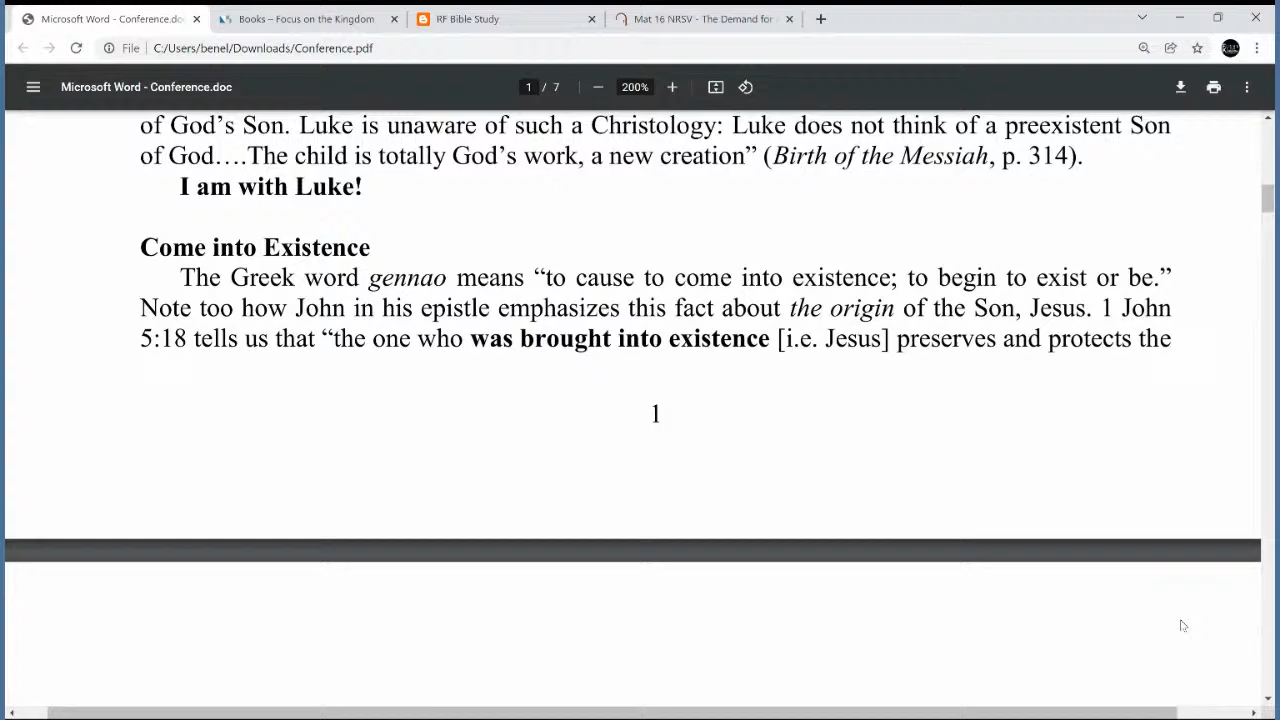 Microsoft Word - Conference.do
Books – Focus on the Kingdom
RF Bible Study
Mat 16 NRSV - The Demand for
File
C:/Users/benel/Downloads/Conference.pdf
Microsoft Word - Conference.doc
1 / 7
200%
of God’s Son. Luke is unaware of such a Christology: Luke does not think of a preexistent Son
of God….The child is totally God’s work, a new creation” (Birth of the Messiah, p. 314).
I am with Luke!
Come into Existence
The Greek word gennao means “to cause to come into existence; to begin to exist or be.”
Note too how John in his epistle emphasizes this fact about the origin of the Son, Jesus. 1 John
5:18 tells us that “the one who was brought into existence [i.e. Jesus] preserves and protects the
1